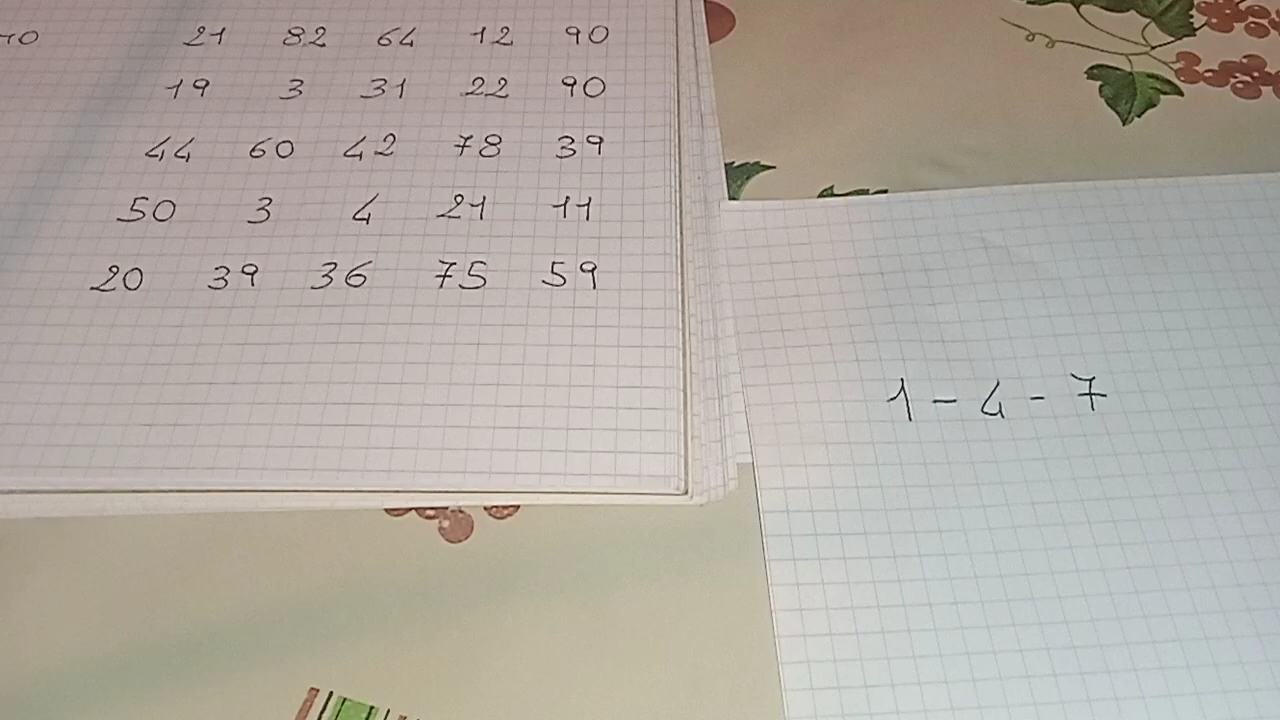 10 21 82 64 12 90
19 3 31 22 90
44 60 42 78 39
50 3 4 21 11
20 39 36 75 59
1 - 4 - 7